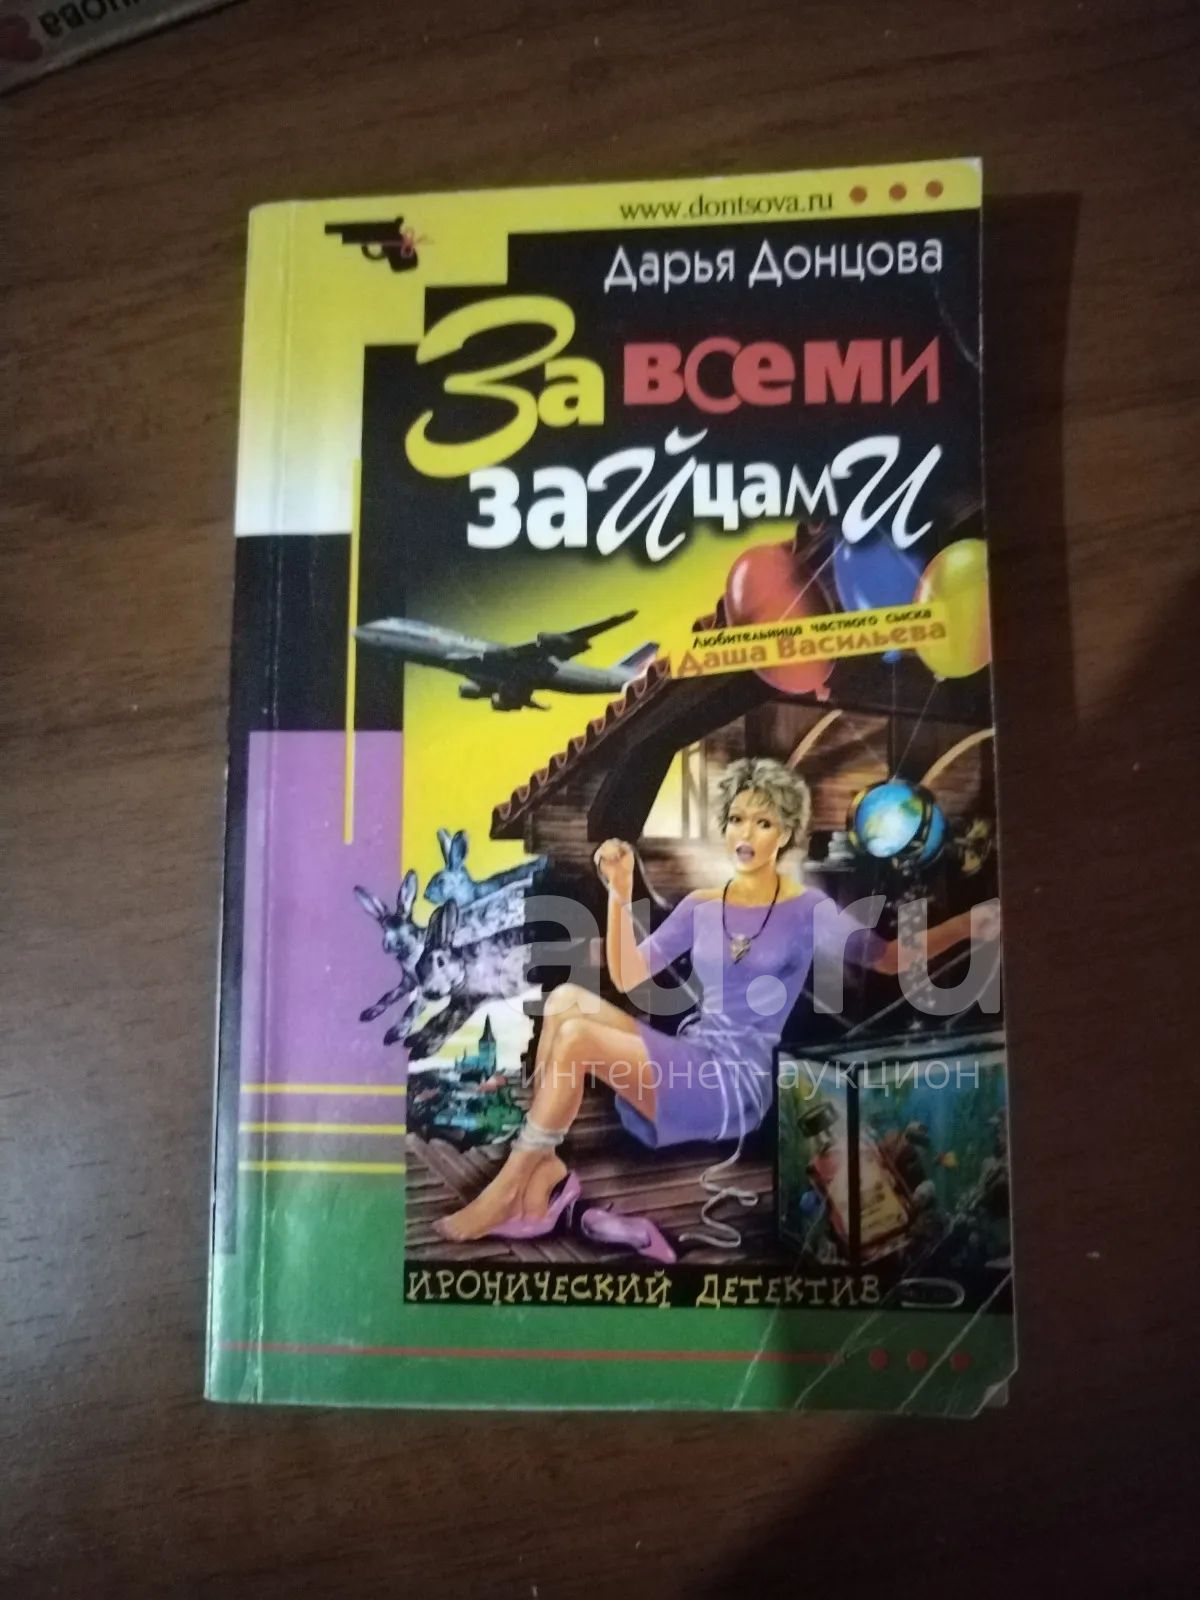 www.dontsova.ru
Дарья Донцова
За всеми
зайцами
Любительница частного сыска
Даша Васильева
au.ru
интернет-аукцион
ИРОНИЧЕСКИЙ ДЕТЕКТИВ